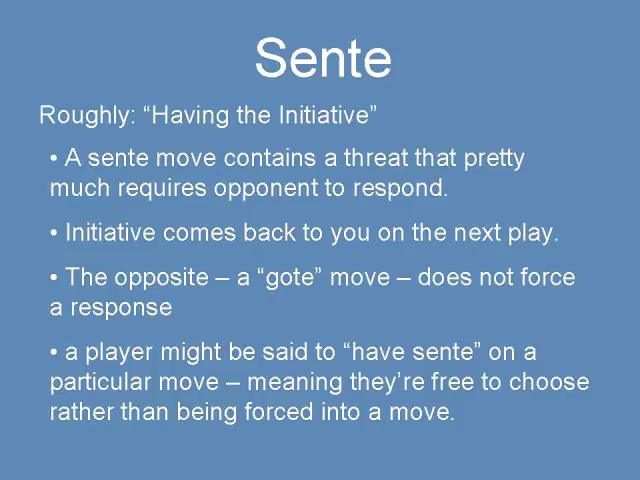 Sente
Roughly: “Having the Initiative”
• A sente move contains a threat that pretty
much requires opponent to respond.
• Initiative comes back to you on the next play.
• The opposite – a “gote” move – does not force
a response
• a player might be said to “have sente” on a
particular move – meaning they’re free to choose
rather than being forced into a move.